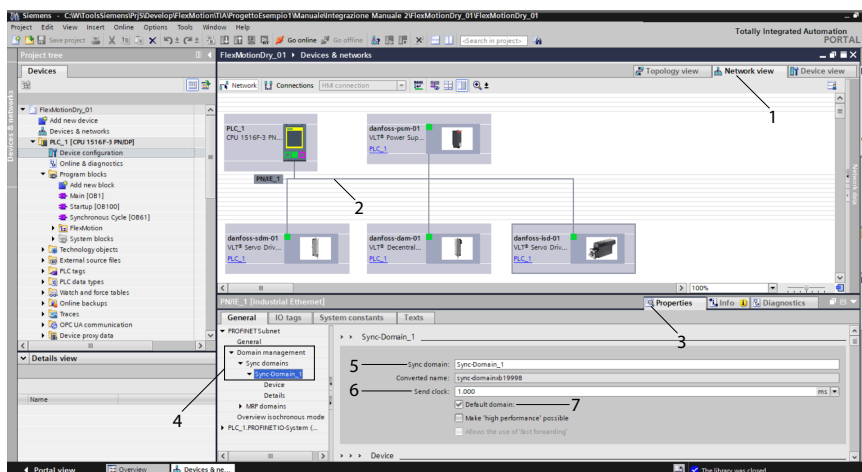 Siemens - C:\W\ToolsSiemens\PrjS\Develop\FlexMotion\TIA\ProgettoEsempio1\Manuale\Integrazione Manuale 2\FlexMotionDry_01\FlexMotionDry_01
Project Edit View Insert Online Options Tools Window Help
Totally Integrated Automation
PORTAL
Save project Go online Go offline <Search in project>
Project tree
FlexMotionDry_01 ▸ Devices & networks
Devices
Topology view Network view Device view
Network Connections HMI connection
1
Devices & networks
FlexMotionDry_01
Add new device
Devices & networks
PLC_1 [CPU 1516F-3 PN/DP]
Device configuration
Online & diagnostics
Program blocks
Add new block
Main [OB1]
Startup [OB100]
Synchronous Cycle [OB61]
FlexMotion
System blocks
Technology objects
External source files
PLC tags
PLC data types
Watch and force tables
Online backups
Traces
OPC UA communication
Device proxy data
PLC_1
CPU 1516F-3 PN...
danfoss-psm-01
VLT® Power Sup...
PLC_1
PN/IE_1
2
danfoss-sdm-01
VLT® Servo Driv...
PLC_1
danfoss-dam-01
VLT® Decentral...
PLC_1
danfoss-isd-01
VLT® Servo Driv...
PLC_1
Network data
100%
PN/IE_1 [Industrial Ethernet]
Properties Info Diagnostics
3
General IO tags System constants Texts
PROFINET Subnet
General
Domain management
Sync domains
Sync-Domain_1
Device
Details
MRP domains
Overview isochronous mode
PLC_1.PROFINET IO-System (...
4
Sync-Domain_1
5 Sync domain: Sync-Domain_1
Converted name: sync-domainxb19998
6 Send clock: 1.000 ms
Default domain: 7
Make 'high performance' possible
Allows the use of 'fast forwarding'
Device
Details view
Name
Portal view Overview Devices & ne...
The library was closed